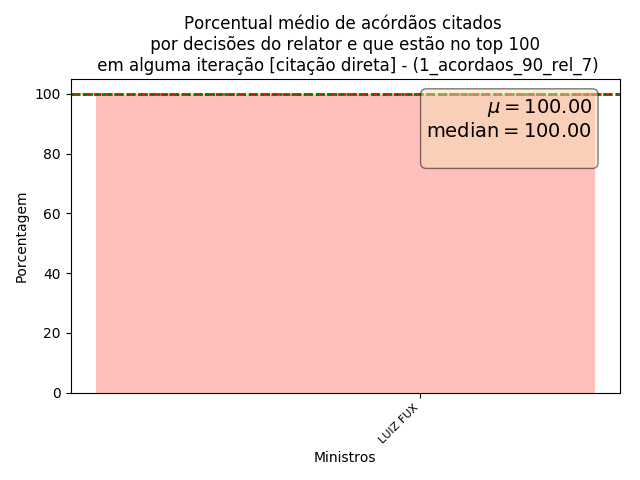 Porcentual médio de acórdãos citados
por decisões do relator e que estão no top 100
em alguma iteração [citação direta] - (1_acordaos_90_rel_7)
100
80
60
40
20
0
Porcentagem
μ = 100.00
median = 100.00
LUIZ FUX
Ministros